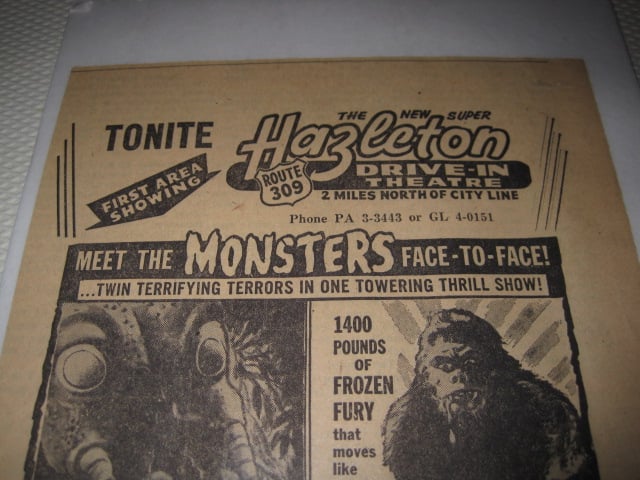 TONITE
FIRST AREA
SHOWING
THE NEW SUPER
Hazleton
ROUTE
309
DRIVE-IN
THEATRE
2 MILES NORTH OF CITY LINE
Phone PA 3-3443 or GL 4-0151
MEET THE MONSTERS FACE-TO-FACE!
...TWIN TERRIFYING TERRORS IN ONE TOWERING THRILL SHOW!
1400
POUNDS
OF
FROZEN
FURY
that
moves
like